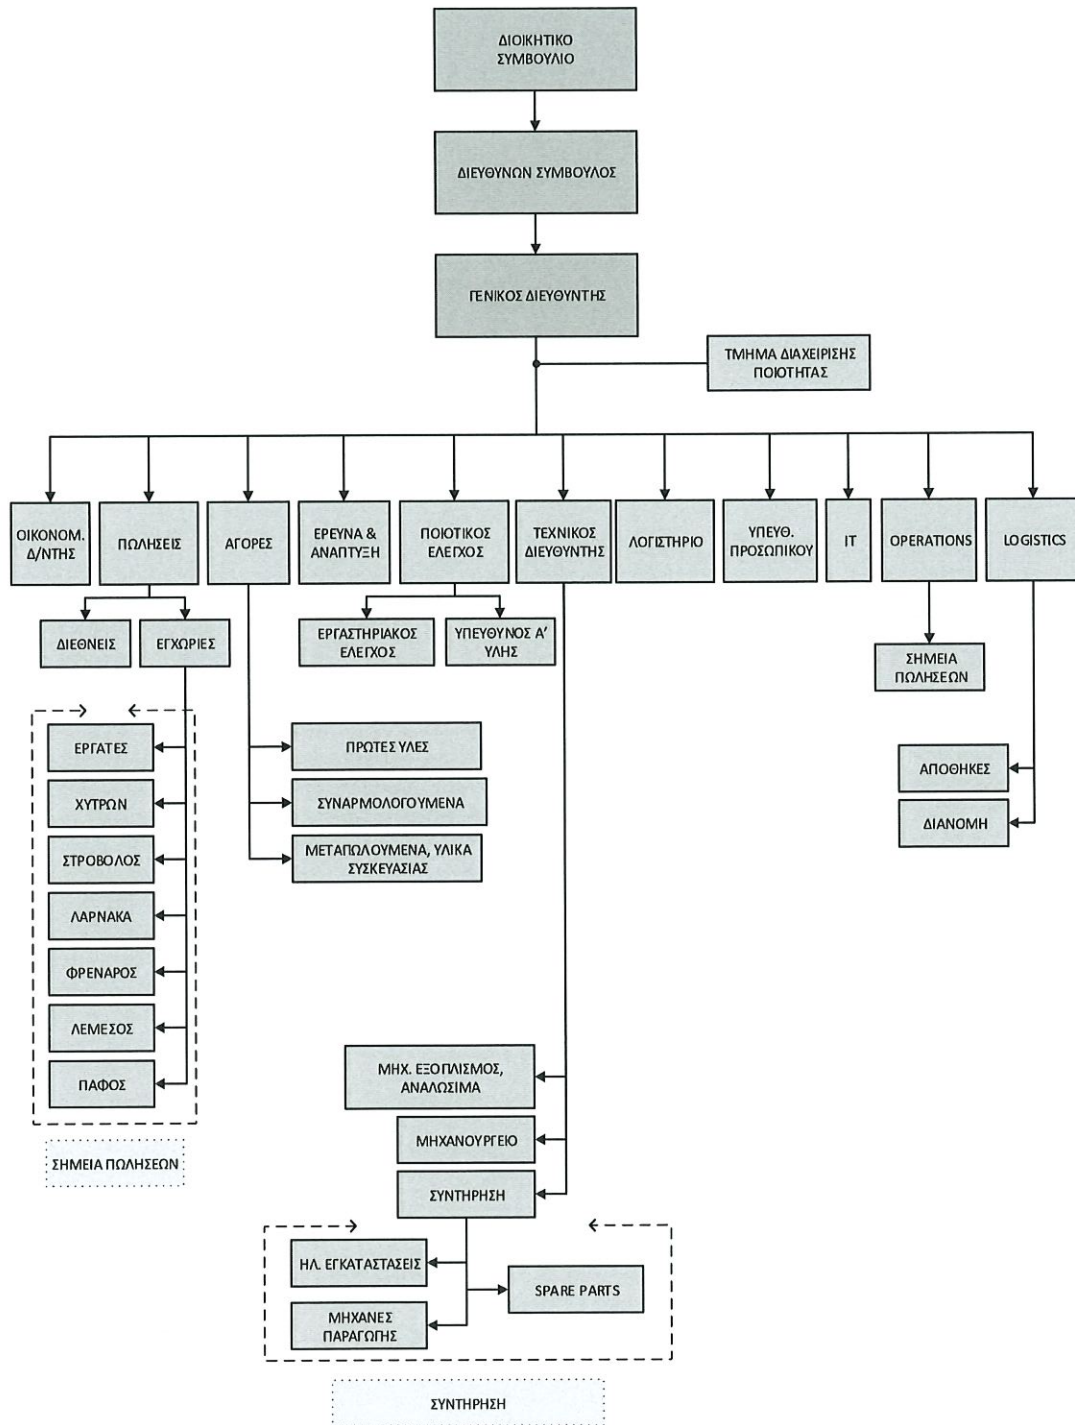 ΔΙΟΙΚΗΤΙΚΟ
ΣΥΜΒΟΥΛΙΟ
ΔΙΕΥΘΥΝΩΝ ΣΥΜΒΟΥΛΟΣ
ΓΕΝΙΚΟΣ ΔΙΕΥΘΥΝΤΗΣ
ΤΜΗΜΑ ΔΙΑΧΕΙΡΙΣΗΣ
ΠΟΙΟΤΗΤΑΣ
ΟΙΚΟΝΟΜ.
Δ/ΝΤΗΣ
ΠΩΛΗΣΕΙΣ
ΑΓΟΡΕΣ
ΕΡΕΥΝΑ &
ΑΝΑΠΤΥΞΗ
ΠΟΙΟΤΙΚΟΣ
ΕΛΕΓΧΟΣ
ΤΕΧΝΙΚΟΣ
ΔΙΕΥΘΥΝΤΗΣ
ΛΟΓΙΣΤΗΡΙΟ
ΥΠΕΥΘ.
ΠΡΟΣΩΠΙΚΟΥ
IT
OPERATIONS
LOGISTICS
ΔΙΕΘΝΕΙΣ
ΕΓΧΩΡΙΕΣ
ΕΡΓΑΣΤΗΡΙΑΚΟΣ
ΕΛΕΓΧΟΣ
ΥΠΕΥΘΥΝΟΣ Α'
ΥΛΗΣ
ΣΗΜΕΙΑ
ΠΩΛΗΣΕΩΝ
ΕΡΓΑΤΕΣ
ΧΥΤΡΩΝ
ΣΤΡΟΒΟΛΟΣ
ΛΑΡΝΑΚΑ
ΦΡΕΝΑΡΟΣ
ΛΕΜΕΣΟΣ
ΠΑΦΟΣ
ΣΗΜΕΙΑ ΠΩΛΗΣΕΩΝ
ΠΡΩΤΕΣ ΥΛΕΣ
ΣΥΝΑΡΜΟΛΟΓΟΥΜΕΝΑ
ΜΕΤΑΠΩΛΟΥΜΕΝΑ, ΥΛΙΚΑ
ΣΥΣΚΕΥΑΣΙΑΣ
ΑΠΟΘΗΚΕΣ
ΔΙΑΝΟΜΗ
ΜΗΧ. ΕΞΟΠΛΙΣΜΟΣ,
ΑΝΑΛΩΣΙΜΑ
ΜΗΧΑΝΟΥΡΓΕΙΟ
ΣΥΝΤΗΡΗΣΗ
ΗΛ. ΕΓΚΑΤΑΣΤΑΣΕΙΣ
SPARE PARTS
ΜΗΧΑΝΕΣ
ΠΑΡΑΓΩΓΗΣ
ΣΥΝΤΗΡΗΣΗ